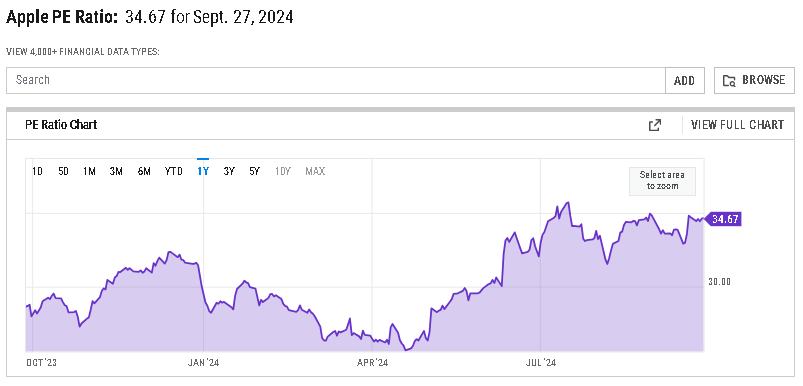 Apple PE Ratio: 34.67 for Sept. 27, 2024
VIEW 4,000+ FINANCIAL DATA TYPES:
Search ADD BROWSE
PE Ratio Chart VIEW FULL CHART
1D 5D 1M 3M 6M YTD 1Y 3Y 5Y 10Y MAX
Select area
to zoom
34.67
30.00
OCT '23 JAN '24 APR '24 JUL '24